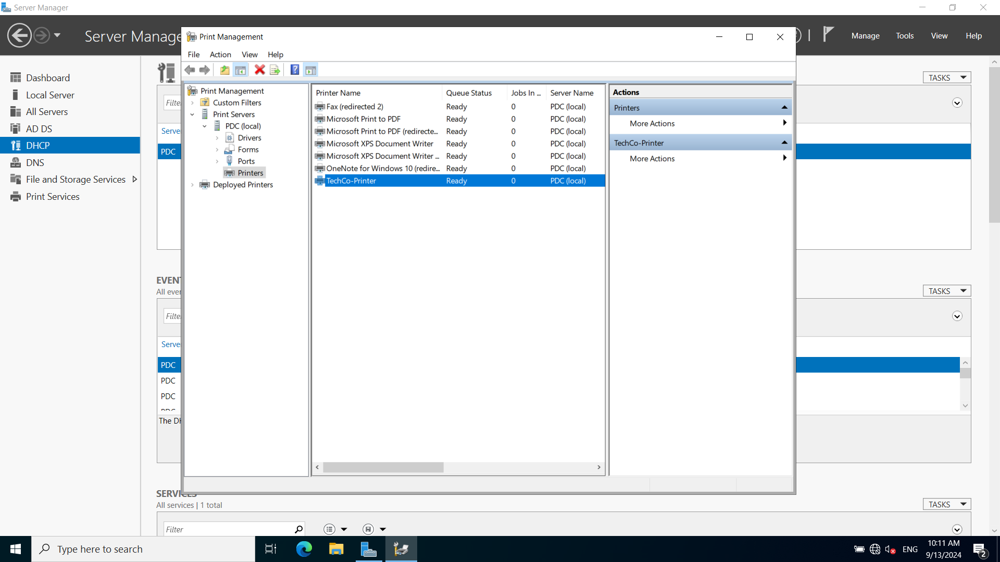 Server Manager
Server Manage
Manage
Tools
View
Help
Dashboard
Local Server
All Servers
AD DS
DHCP
DNS
File and Storage Services
Print Services
Print Management
File
Action
View
Help
Print Management
Custom Filters
Print Servers
PDC (local)
Drivers
Forms
Ports
Printers
Deployed Printers
Printer Name Queue Status Jobs In ... Server Name
Fax (redirected 2) Ready 0 PDC (local)
Microsoft Print to PDF Ready 0 PDC (local)
Microsoft Print to PDF (redirecte... Ready 0 PDC (local)
Microsoft XPS Document Writer Ready 0 PDC (local)
Microsoft XPS Document Writer ... Ready 0 PDC (local)
OneNote for Windows 10 (redire... Ready 0 PDC (local)
TechCo-Printer Ready 0 PDC (local)
Actions
Printers
More Actions
TechCo-Printer
More Actions
TASKS
Filte
Serve
PDC
EVENT
All eve
TASKS
Filte
Serve
PDC
PDC
PDC
The D
SERVICES
All services | 1 total
TASKS
Filter
Type here to search
ENG
10:11 AM
9/13/2024
2